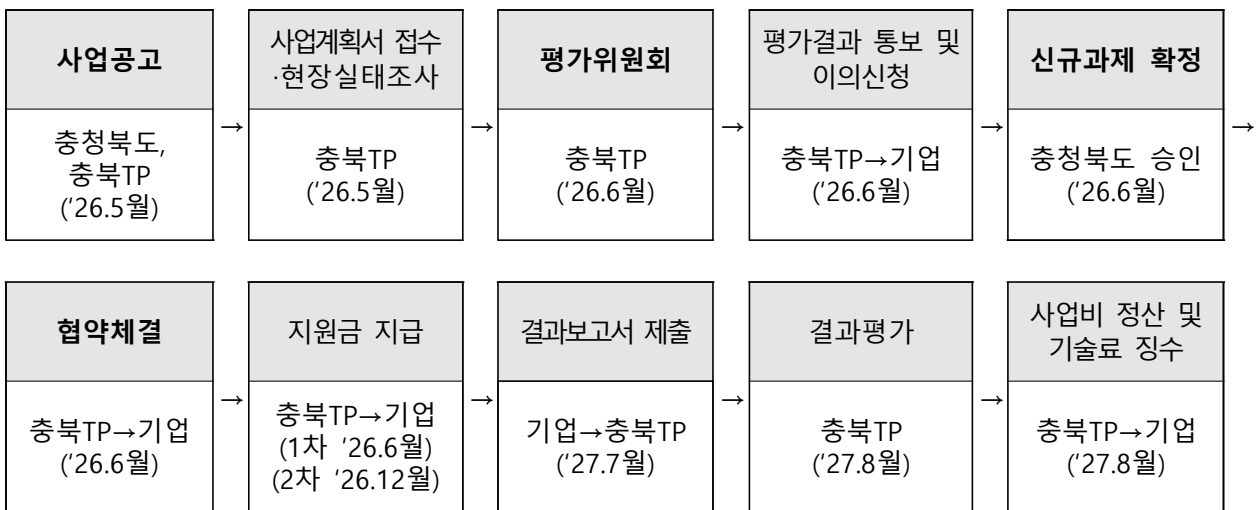 사업공고
사업계획서 접수
·현장실태조사
평가위원회
평가결과 통보 및
이의신청
신규과제 확정
충청북도,
충북TP
('26.5월)
→
충북TP
('26.5월)
→
충북TP
('26.6월)
→
충북TP→기업
('26.6월)
→
충청북도 승인
('26.6월)
→
협약체결
지원금 지급
결과보고서 제출
결과평가
사업비 정산 및
기술료 징수
충북TP→기업
('26.6월)
→
충북TP→기업
(1차 '26.6월)
(2차 '26.12월)
→
기업→충북TP
('27.7월)
→
충북TP
('27.8월)
→
충북TP→기업
('27.8월)